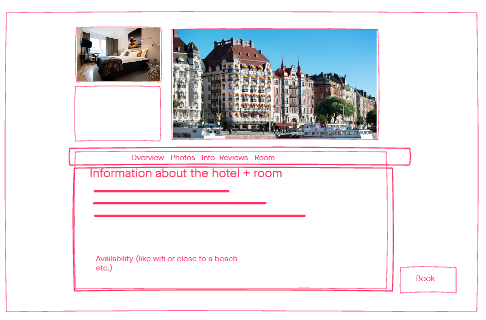 Overview Photos Info Reviews Room
Information about the hotel + room
Availability (like wifi or close to a beach
etc.)
Book